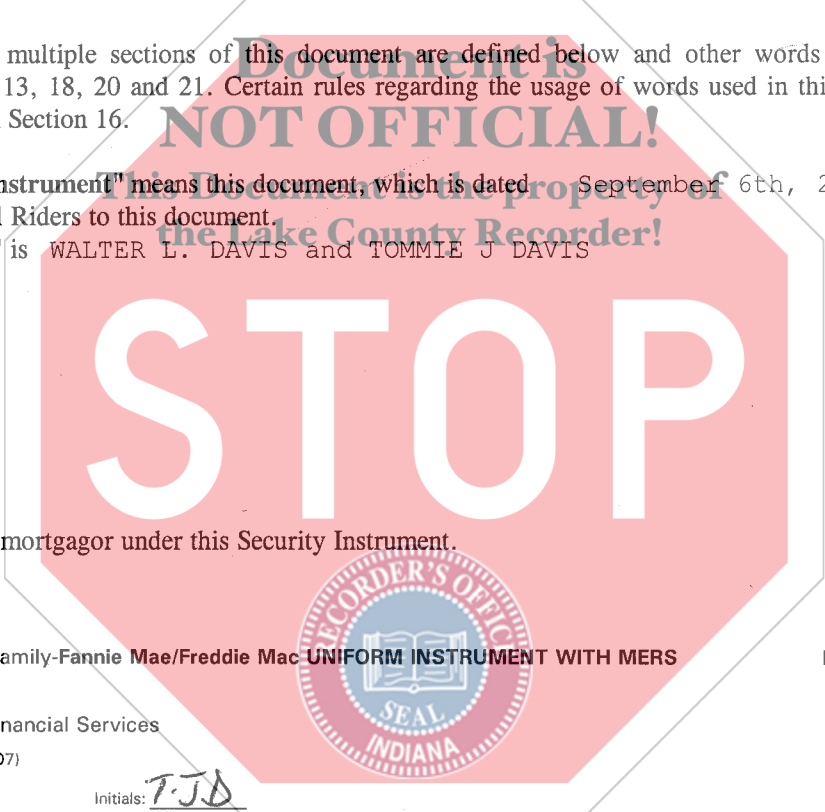 multiple sections of this document are defined below and other words
Document is
13, 18, 20 and 21. Certain rules regarding the usage of words used in thi
Section 16.
NOT OFFICIAL!
nstrument" means this document, which is dated September 6th, 2
This Document is the property of
Riders to this document.
the Lake County Recorder!
is WALTER L. DAVIS and TOMMIE J DAVIS
STOP
mortgagor under this Security Instrument.
RECORDER'S OFFICE
amily-Fannie Mae/Freddie Mac UNIFORM INSTRUMENT WITH MERS
SEAL
nancial Services
INDIANA
07)
Initials: T.J.D